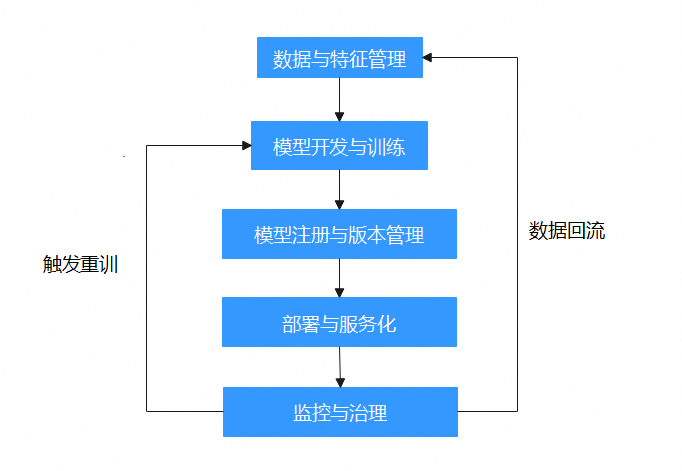 数据与特征管理
模型开发与训练
模型注册与版本管理
数据回流
触发重训
部署与服务化
监控与治理